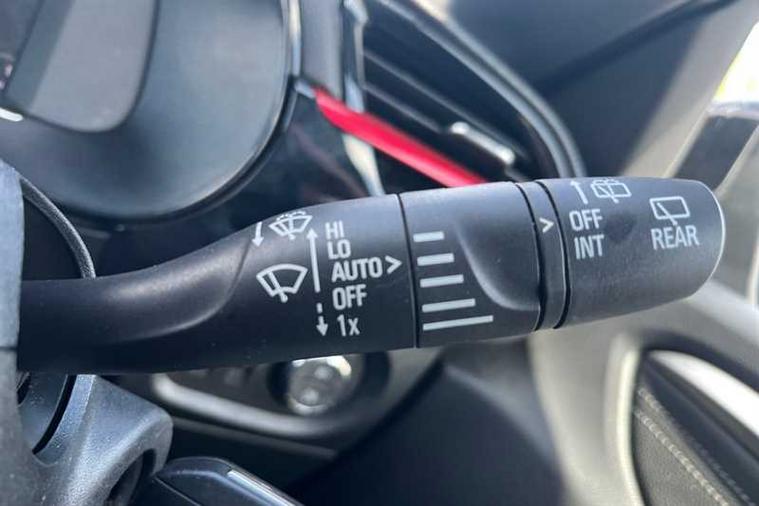 HI
LO
AUTO >
OFF
1x
>
OFF
INT
REAR